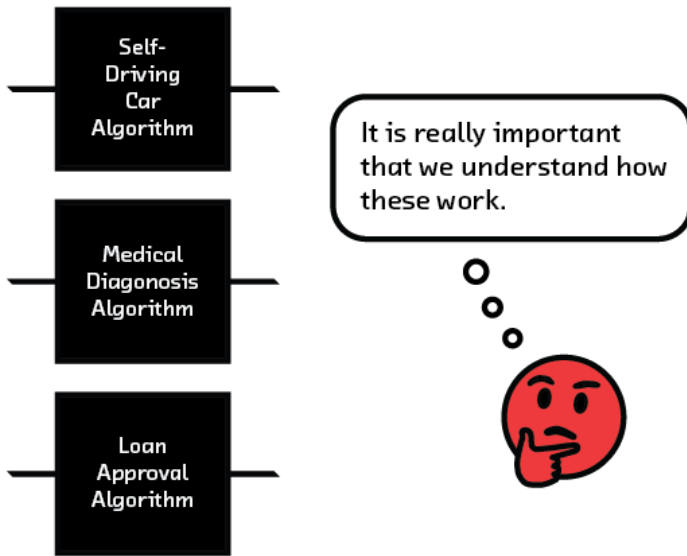 Self-
Driving
Car
Algorithm
It is really important
that we understand how
these work.
Medical
Diagonosis
Algorithm
Loan
Approval
Algorithm